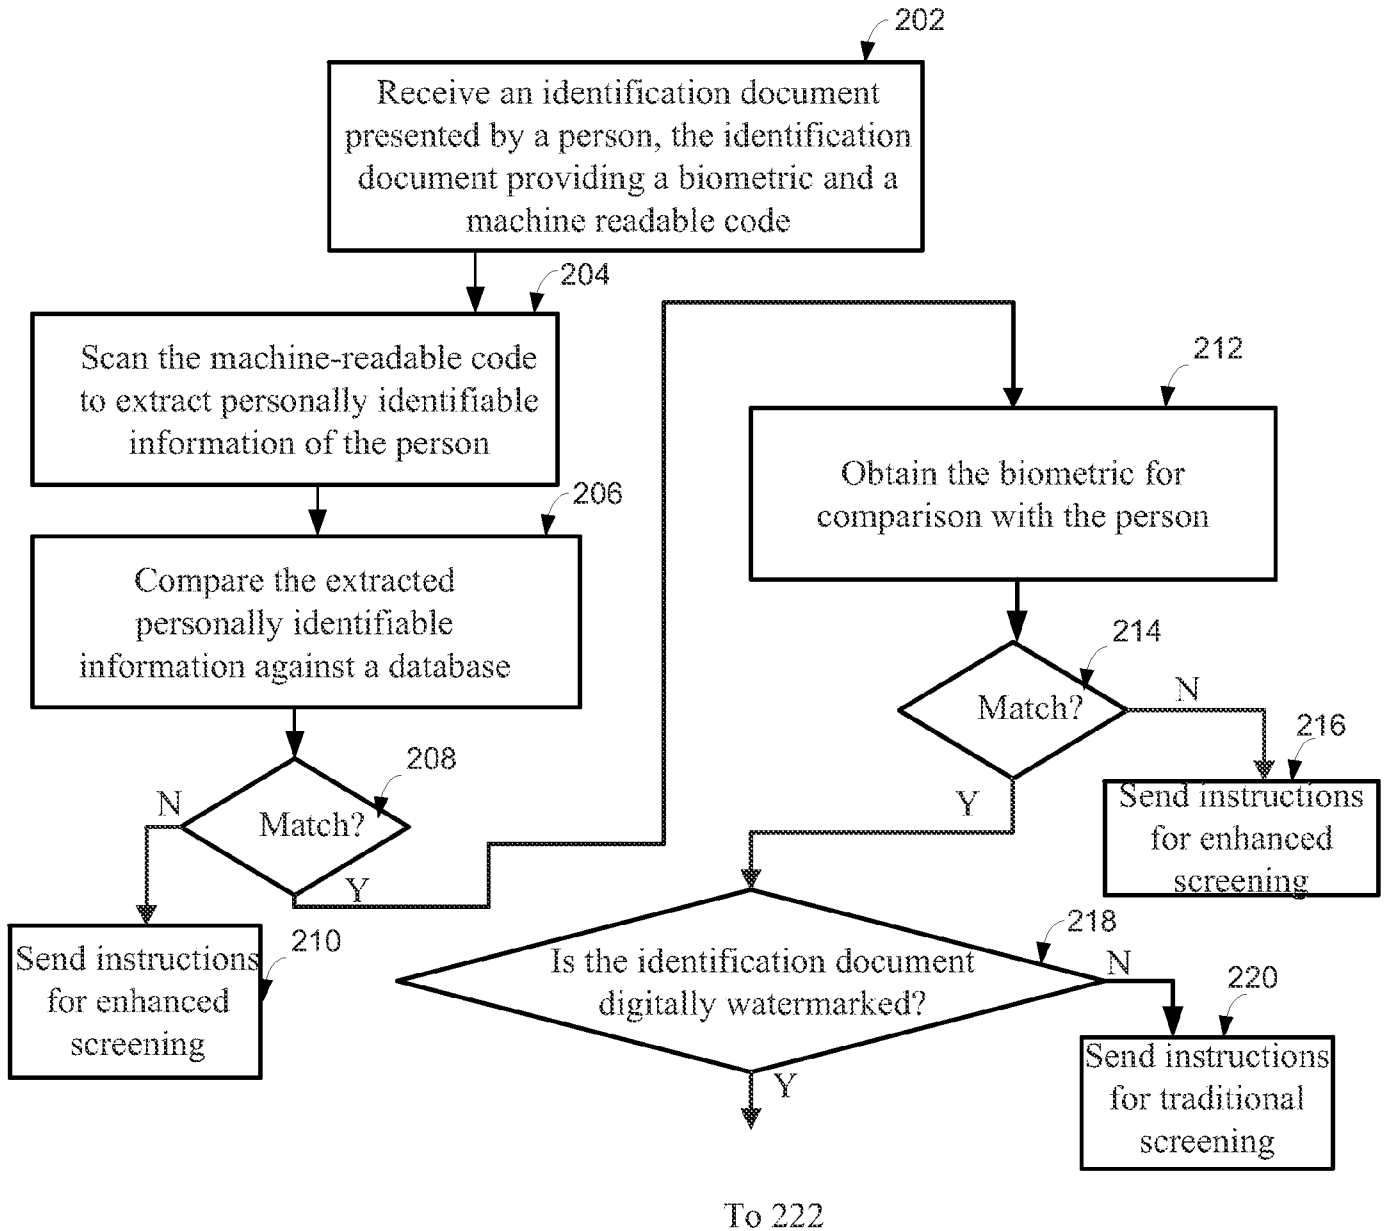 202
Receive an identification document
presented by a person, the identification
document providing a biometric and a
machine readable code
204
Scan the machine-readable code
to extract personally identifiable
information of the person
206
Compare the extracted
personally identifiable
information against a database
208
Match?
N
Y
210
Send instructions
for enhanced
screening
212
Obtain the biometric for
comparison with the person
214
Match?
N
Y
216
Send instructions
for enhanced
screening
218
Is the identification document
digitally watermarked?
N
Y
220
Send instructions
for traditional
screening
To 222